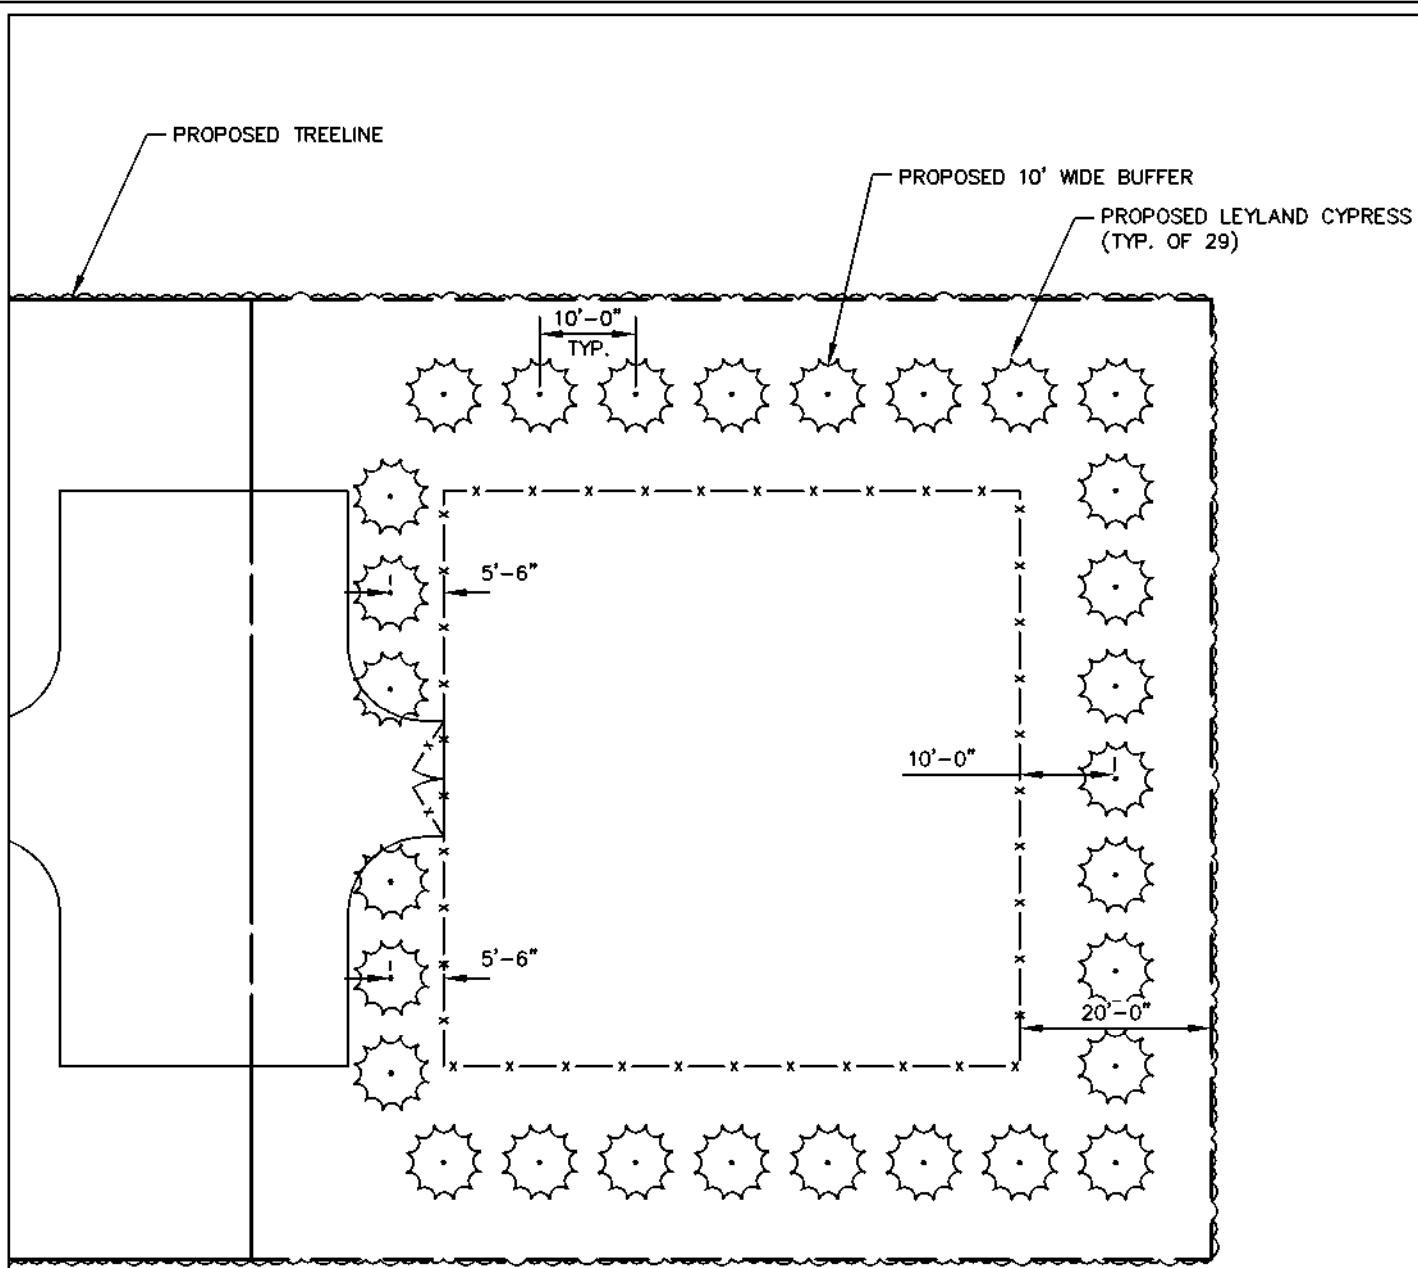 PROPOSED TREELINE
PROPOSED 10' WIDE BUFFER
PROPOSED LEYLAND CYPRESS
(TYP. OF 29)
10'-0"
TYP.
5'-6"
10'-0"
5'-6"
20'-0"